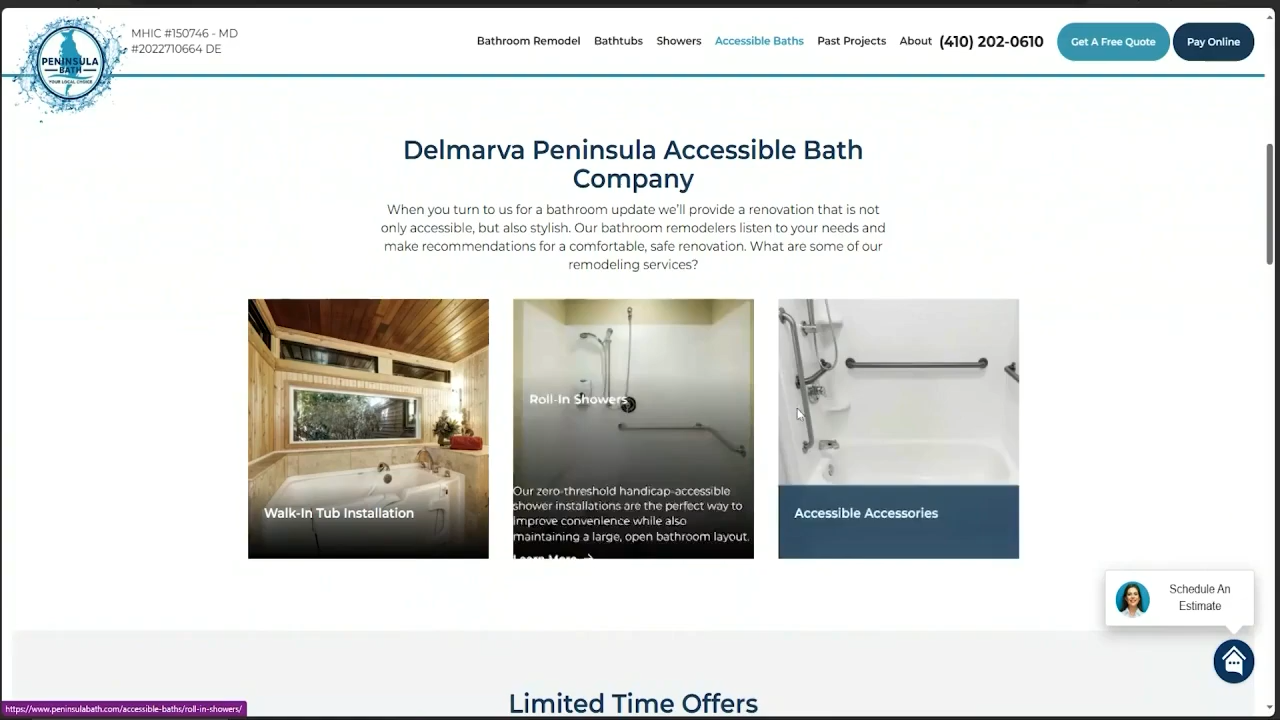 MHIC #150746 - MD
#2022710664 DE
PENINSULA
BATH
YOUR LOCAL CHOICE
Bathroom Remodel
Bathtubs
Showers
Accessible Baths
Past Projects
About
(410) 202-0610
Get A Free Quote
Pay Online
Delmarva Peninsula Accessible Bath
Company
When you turn to us for a bathroom update we’ll provide a renovation that is not
only accessible, but also stylish. Our bathroom remodelers listen to your needs and
make recommendations for a comfortable, safe renovation. What are some of our
remodeling services?
Walk-In Tub Installation
Roll-In Showers
Our zero-threshold handicap-accessible
shower installations are the perfect way to
improve convenience while also
maintaining a large, open bathroom layout.
Learn More →
Accessible Accessories
Schedule An
Estimate
Limited Time Offers
https://www.peninsulabath.com/accessible-baths/roll-in-showers/